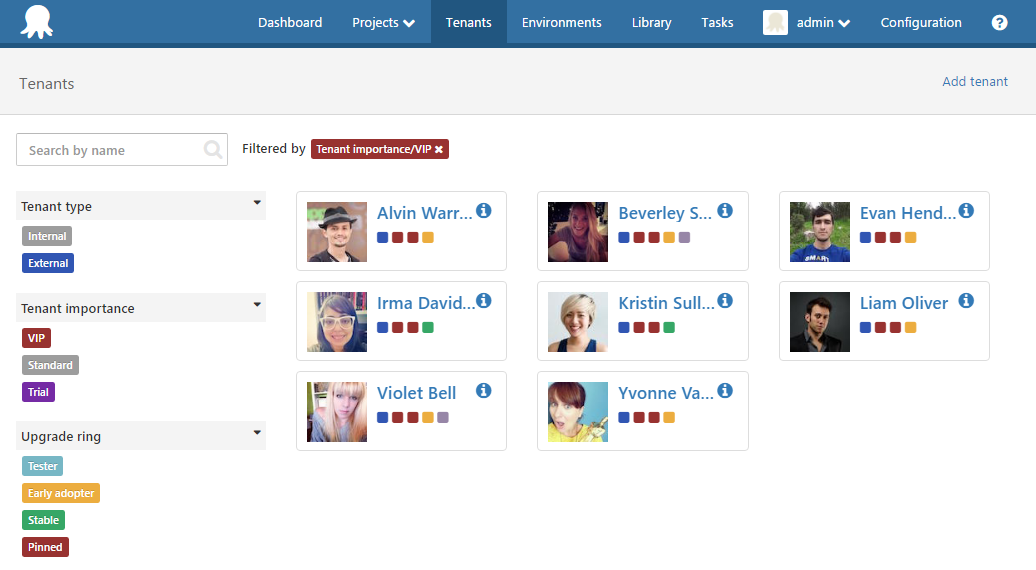 Dashboard Projects Tenants Environments Library Tasks admin Configuration ?
Tenants Add tenant
Search by name Filtered by Tenant importance/VIP ✖
Tenant type
Internal
External
Tenant importance
VIP
Standard
Trial
Upgrade ring
Tester
Early adopter
Stable
Pinned
Alvin Warr... Beverley S... Evan Hend...
SMART
Irma David... Kristin Sull... Liam Oliver
Violet Bell Yvonne Va...